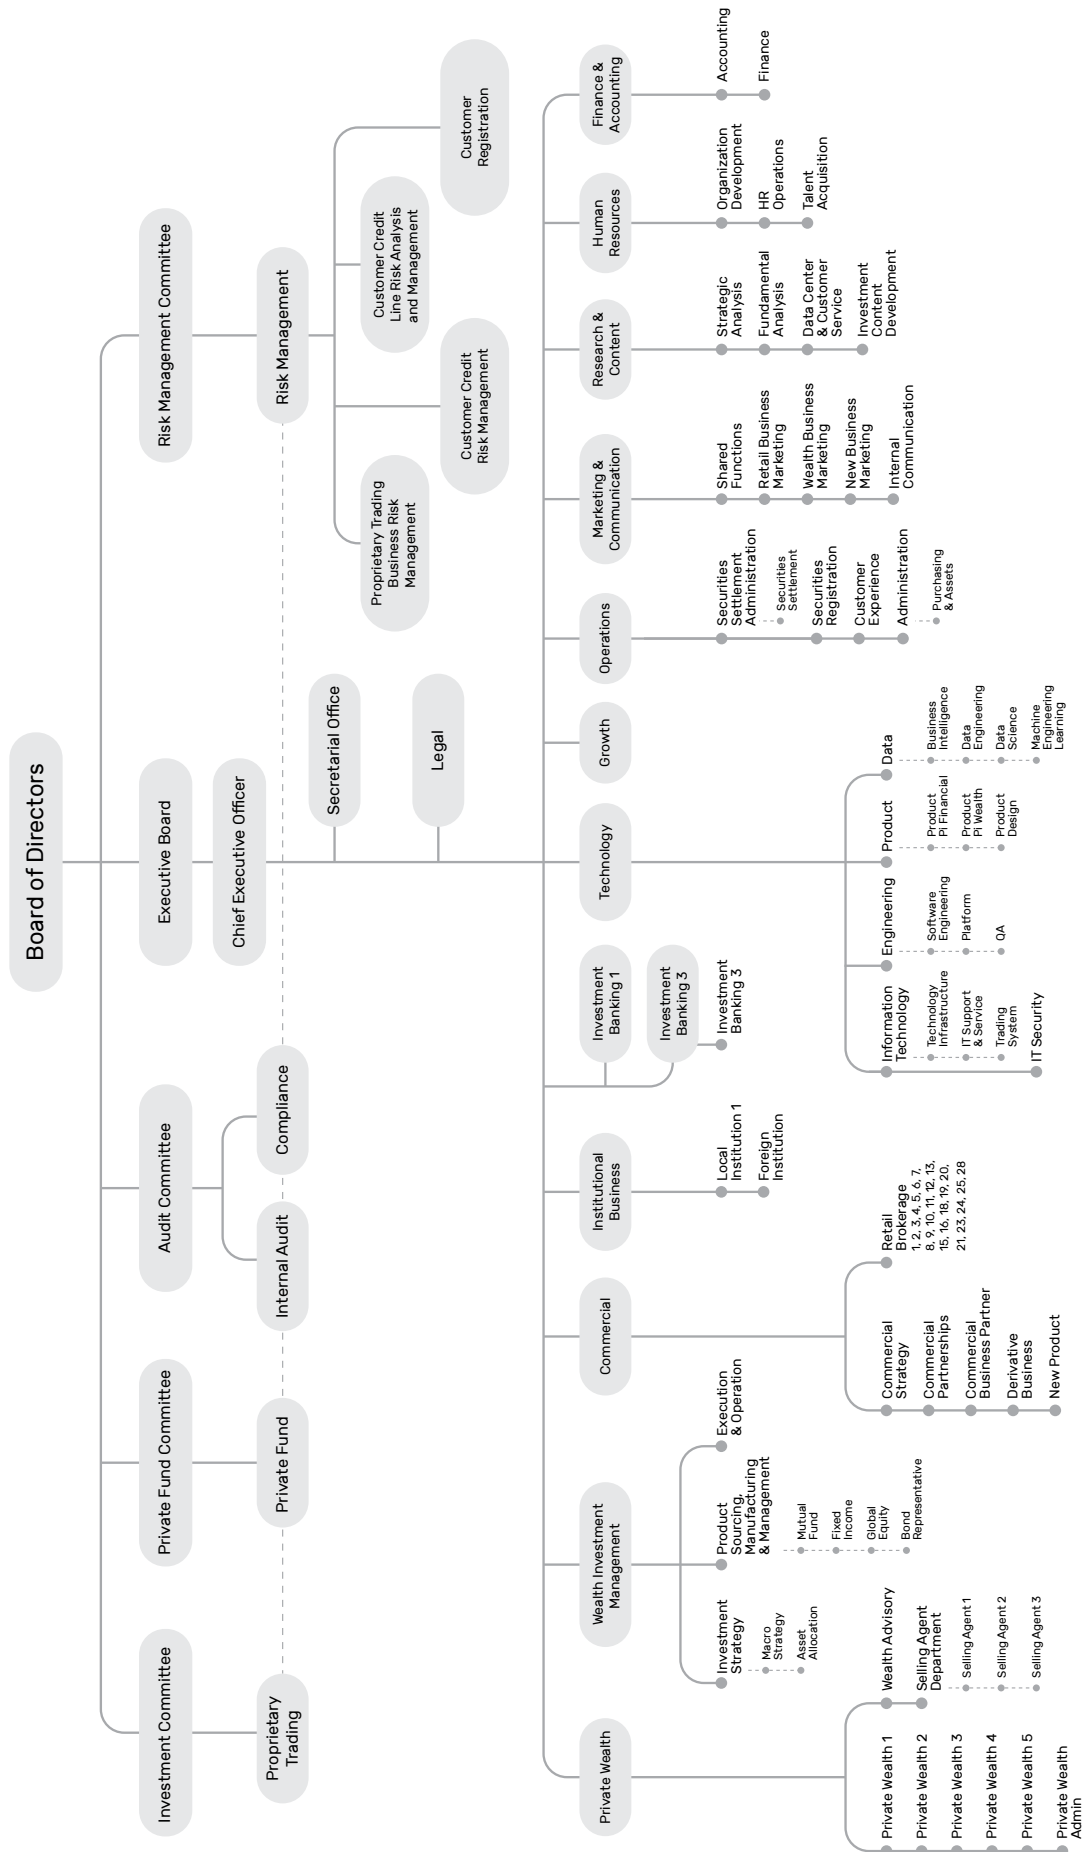 Board of Directors
Investment Committee
Private Fund Committee
Audit Committee
Executive Board
Risk Management Committee
Chief Executive Officer
Proprietary
Trading
Private Fund
Internal Audit
Compliance
Risk Management
Secretarial Office
Legal
Proprietary Trading
Business Risk
Management
Customer Credit
Risk Management
Customer Credit
Line Risk Analysis
and Management
Customer
Registration
Private Wealth
Private Wealth 1
Private Wealth 2
Private Wealth 3
Private Wealth 4
Private Wealth 5
Private Wealth
Admin
Wealth Advisory
Selling Agent
Department
Selling Agent 1
Selling Agent 2
Selling Agent 3
Wealth Investment
Management
Investment
Strategy
Macro
Strategy
Asset
Allocation
Product
Sourcing,
Manufacturing
& Management
Mutual
Fund
Fixed
Income
Global
Equity
Bond
Representative
Execution
& Operation
Commercial
Commercial
Strategy
Commercial
Partnerships
Commercial
Business Partner
Derivative
Business
New Product
Retail
Brokerage
1, 2, 3, 4, 5, 6, 7,
8, 9, 10, 11, 12, 13,
15, 16, 18, 19, 20,
21, 23, 24, 25, 28
Institutional
Business
Local
Institution 1
Foreign
Institution
Investment
Banking 1
Investment
Banking 3
Investment
Banking 3
Technology
Information
Technology
Technology
Infrastructure
IT Support
& Service
Trading
System
IT Security
Engineering
Software
Engineering
Platform
QA
Product
Product
Pi Financial
Product
Pi Wealth
Product
Design
Data
Business
Intelligence
Data
Engineering
Data
Science
Machine
Engineering
Learning
Growth
Operations
Securities
Settlement
Administration
Securities
Settlement
Securities
Registration
Customer
Experience
Administration
Purchasing
& Assets
Marketing &
Communication
Shared
Functions
Retail Business
Marketing
Wealth Business
Marketing
New Business
Marketing
Internal
Communication
Research &
Content
Strategic
Analysis
Fundamental
Analysis
Data Center
& Customer
Service
Investment
Content
Development
Human
Resources
Organization
Development
HR
Operations
Talent
Acquisition
Finance &
Accounting
Accounting
Finance